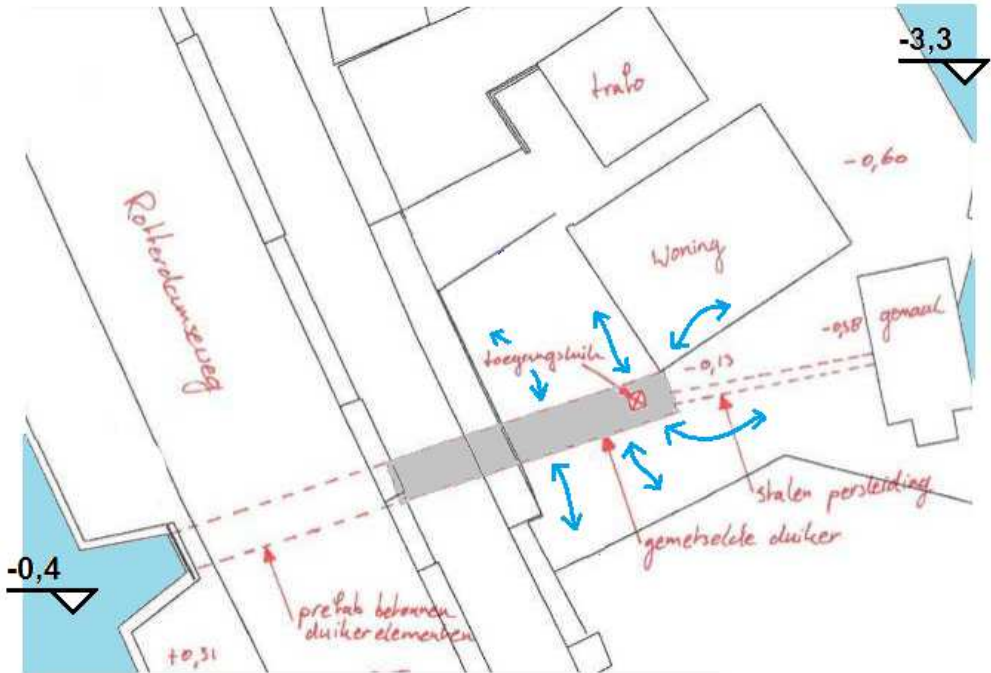 -3,3
trafo
-0,60
Rotterdamseweg
Woning
-0,58 gemaal
toegangsluik
-0,13
stalen persleiding
gemetselde duiker
-0,4
prefab betonnen
duikerelementen
+0,31